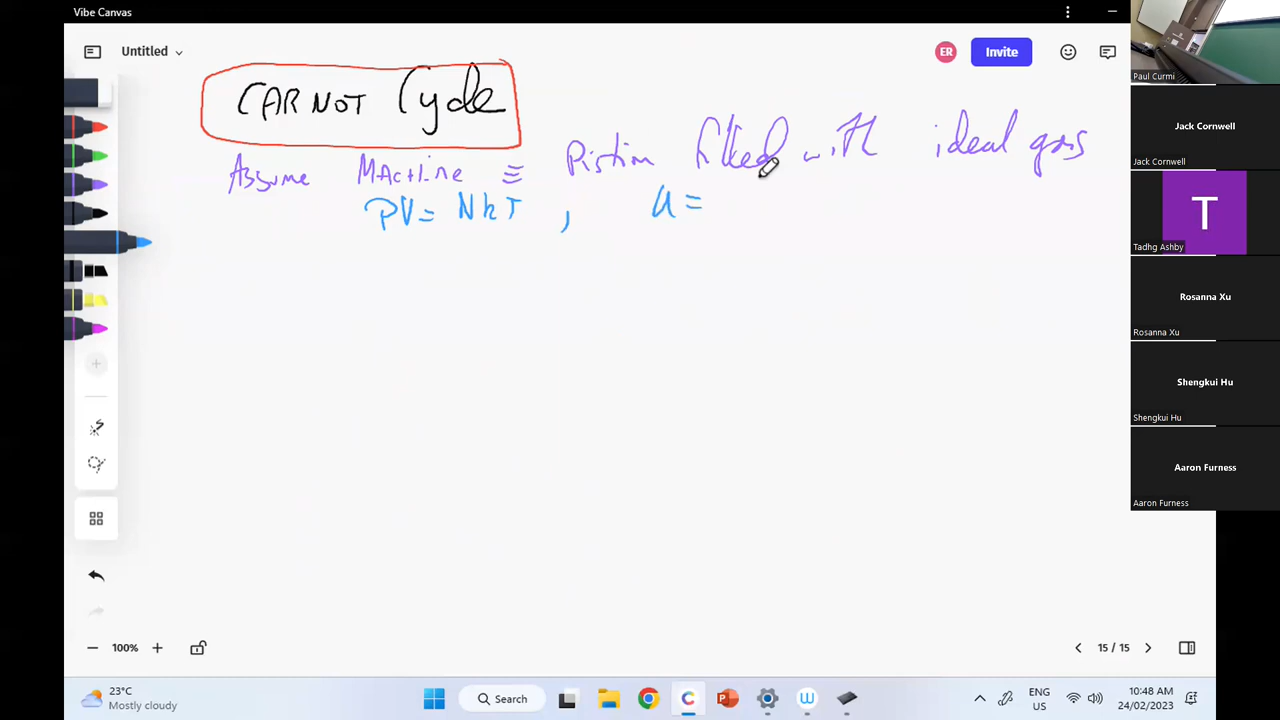 Vibe Canvas
Untitled
ER
Invite
CARNOT Cycle
Assume Machine ≡ Pistion filled with ideal gas
PV = NkT , U =
Paul Curmi
Jack Cornwell
Jack Cornwell
T
Tadhg Ashby
Rosanna Xu
Rosanna Xu
Shengkui Hu
Shengkui Hu
Aaron Furness
Aaron Furness
100%
15 / 15
23°C
Mostly cloudy
Search
ENG
US
10:48 AM
24/02/2023